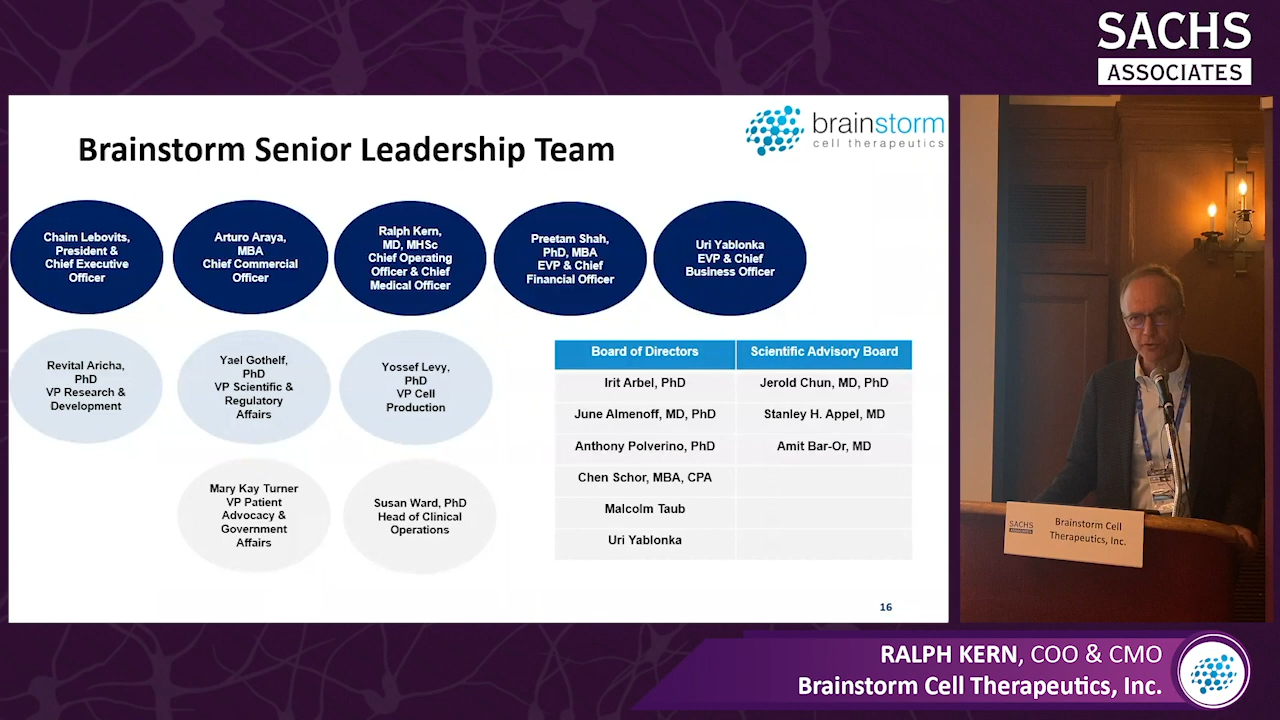 SACHS
ASSOCIATES
brainstorm
cell therapeutics
Brainstorm Senior Leadership Team
Chaim Lebovits,
President &
Chief Executive
Officer
Arturo Araya,
MBA
Chief Commercial
Officer
Ralph Kern,
MD, MHSc
Chief Operating
Officer & Chief
Medical Officer
Preetam Shah,
PhD, MBA
EVP & Chief
Financial Officer
Uri Yablonka
EVP & Chief
Business Officer
Revital Aricha,
PhD
VP Research &
Development
Yael Gothelf,
PhD
VP Scientific &
Regulatory
Affairs
Yossef Levy,
PhD
VP Cell
Production
Mary Kay Turner
VP Patient
Advocacy &
Government
Affairs
Susan Ward, PhD
Head of Clinical
Operations
Board of Directors
Scientific Advisory Board
Irit Arbel, PhD
Jerold Chun, MD, PhD
June Almenoff, MD, PhD
Stanley H. Appel, MD
Anthony Polverino, PhD
Amit Bar-Or, MD
Chen Schor, MBA, CPA
Malcolm Taub
Uri Yablonka
16
SACHS
ASSOCIATES
Brainstorm Cell
Therapeutics, Inc.
RALPH KERN, COO & CMO
Brainstorm Cell Therapeutics, Inc.